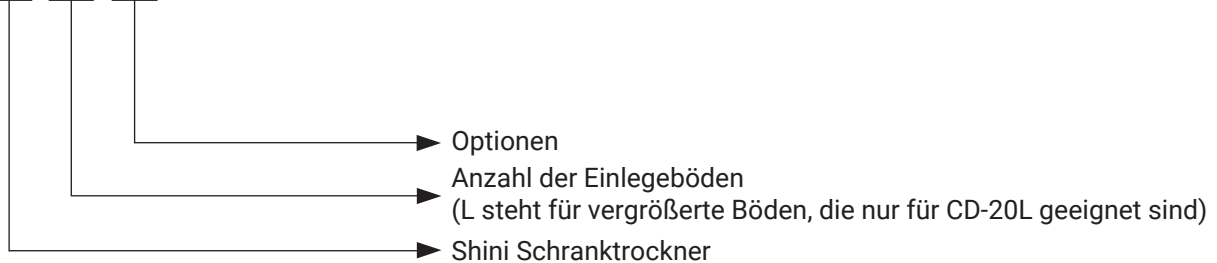 Optionen
Anzahl der Einlegeböden
(L steht für vergrößerte Böden, die nur für CD-20L geeignet sind)
Shini Schranktrockner